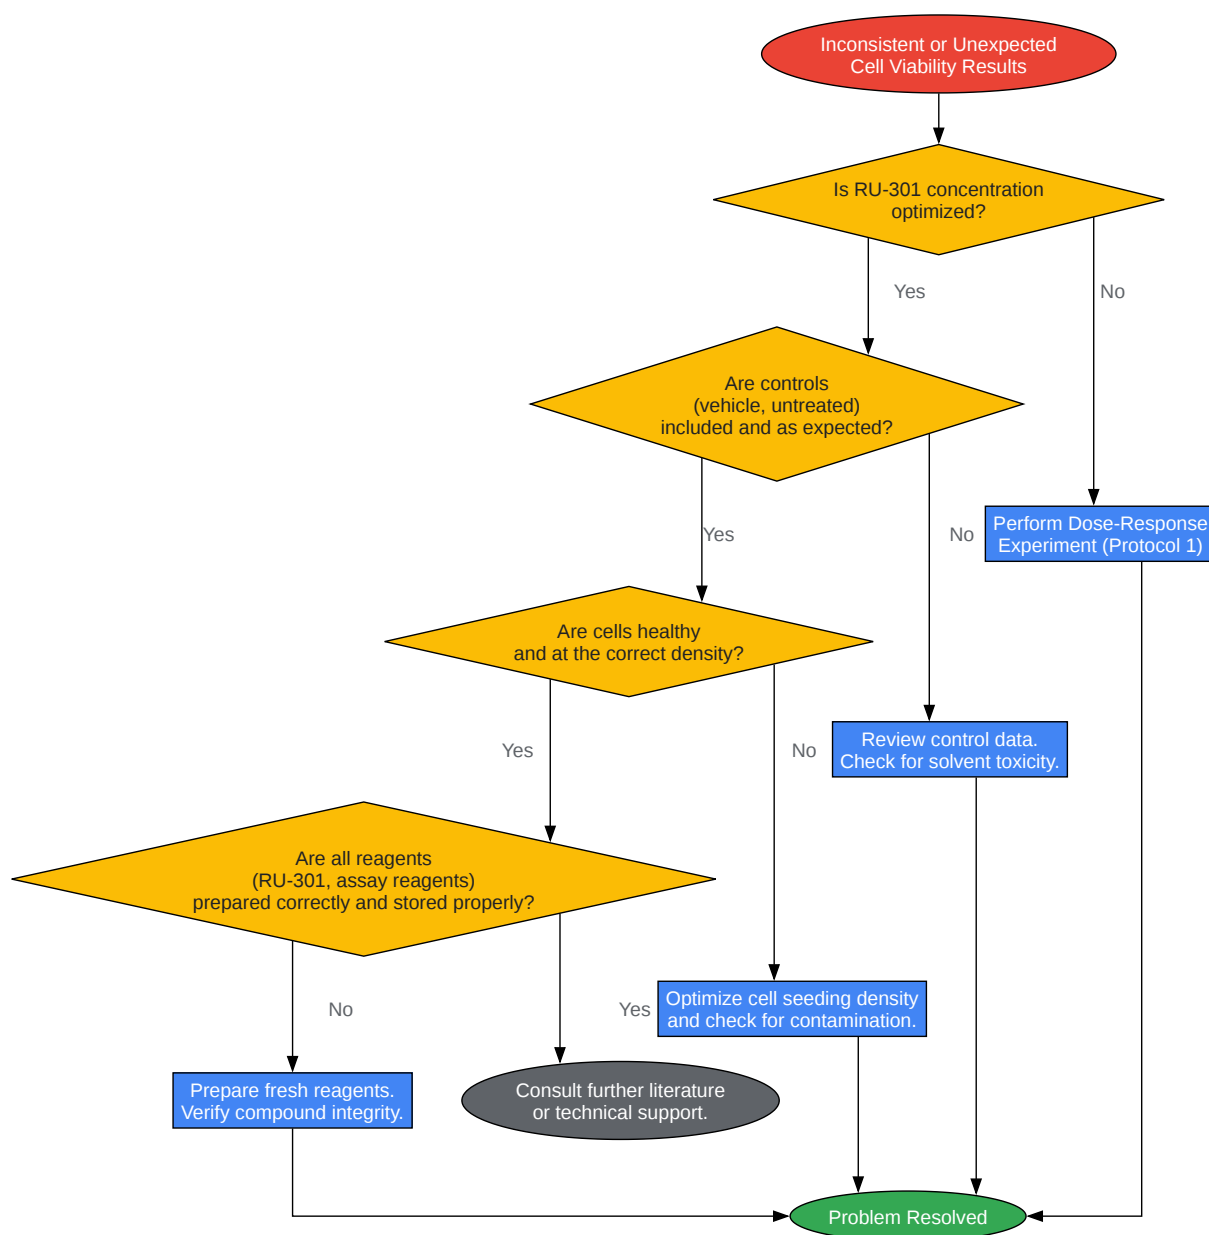 Inconsistent or Unexpected
Cell Viability Results
Is RU-301 concentration
optimized?
Yes
No
Are controls
(vehicle, untreated)
included and as expected?
Yes
No
Perform Dose-Response
Experiment (Protocol 1)
Are cells healthy
and at the correct density?
Yes
No
Review control data.
Check for solvent toxicity.
Are all reagents
(RU-301, assay reagents)
prepared correctly and stored properly?
No
Yes
Optimize cell seeding density
and check for contamination.
Prepare fresh reagents.
Verify compound integrity.
Consult further literature
or technical support.
Problem Resolved